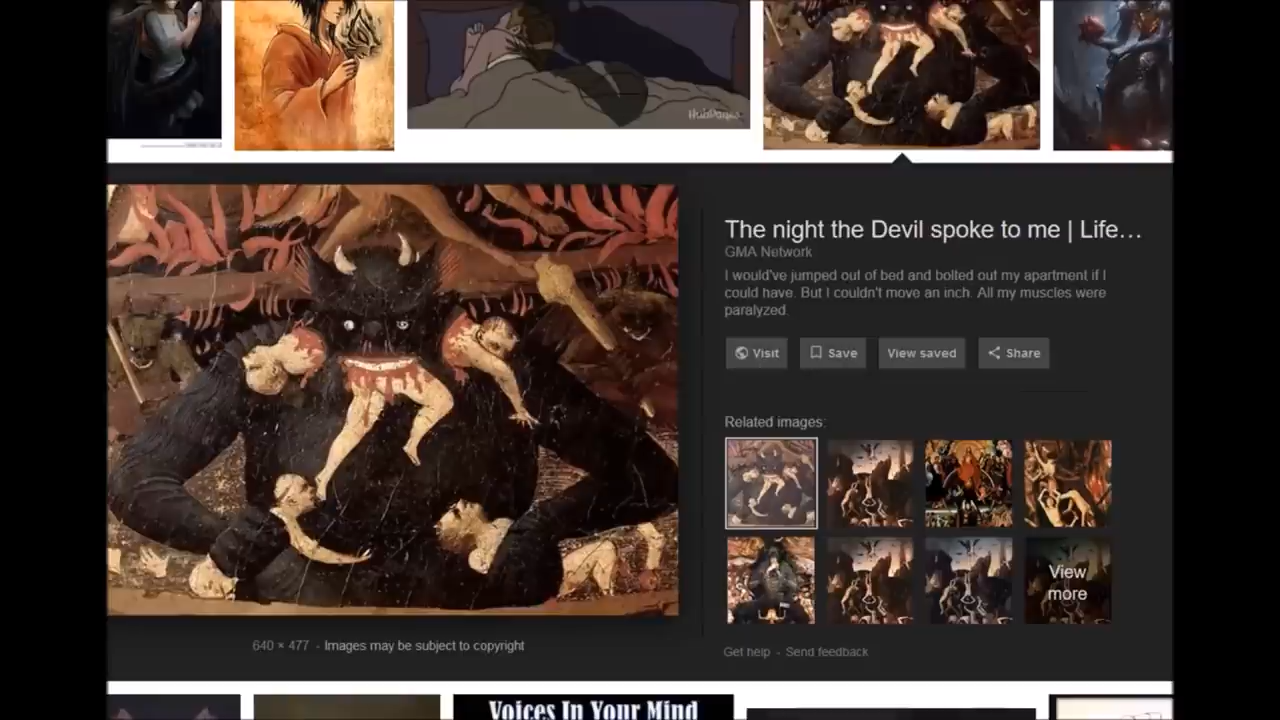 HubPages
The night the Devil spoke to me | Life...
GMA Network
I would've jumped out of bed and bolted out my apartment if I
could have. But I couldn't move an inch. All my muscles were
paralyzed.
Visit Save View saved Share
Related images:
View
more
640 × 477 - Images may be subject to copyright
Get help - Send feedback
Voices In Your Mind